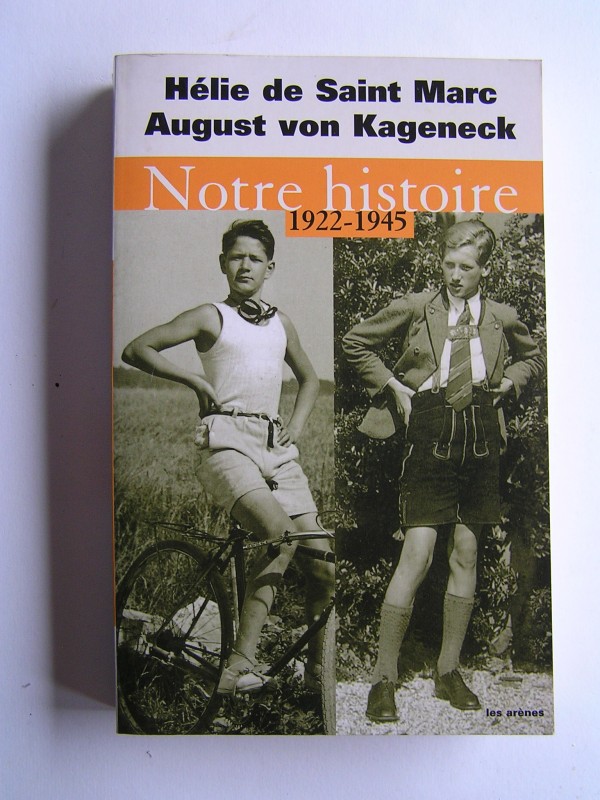 Hélie de Saint Marc
August von Kageneck
Notre histoire
1922-1945
les arènes